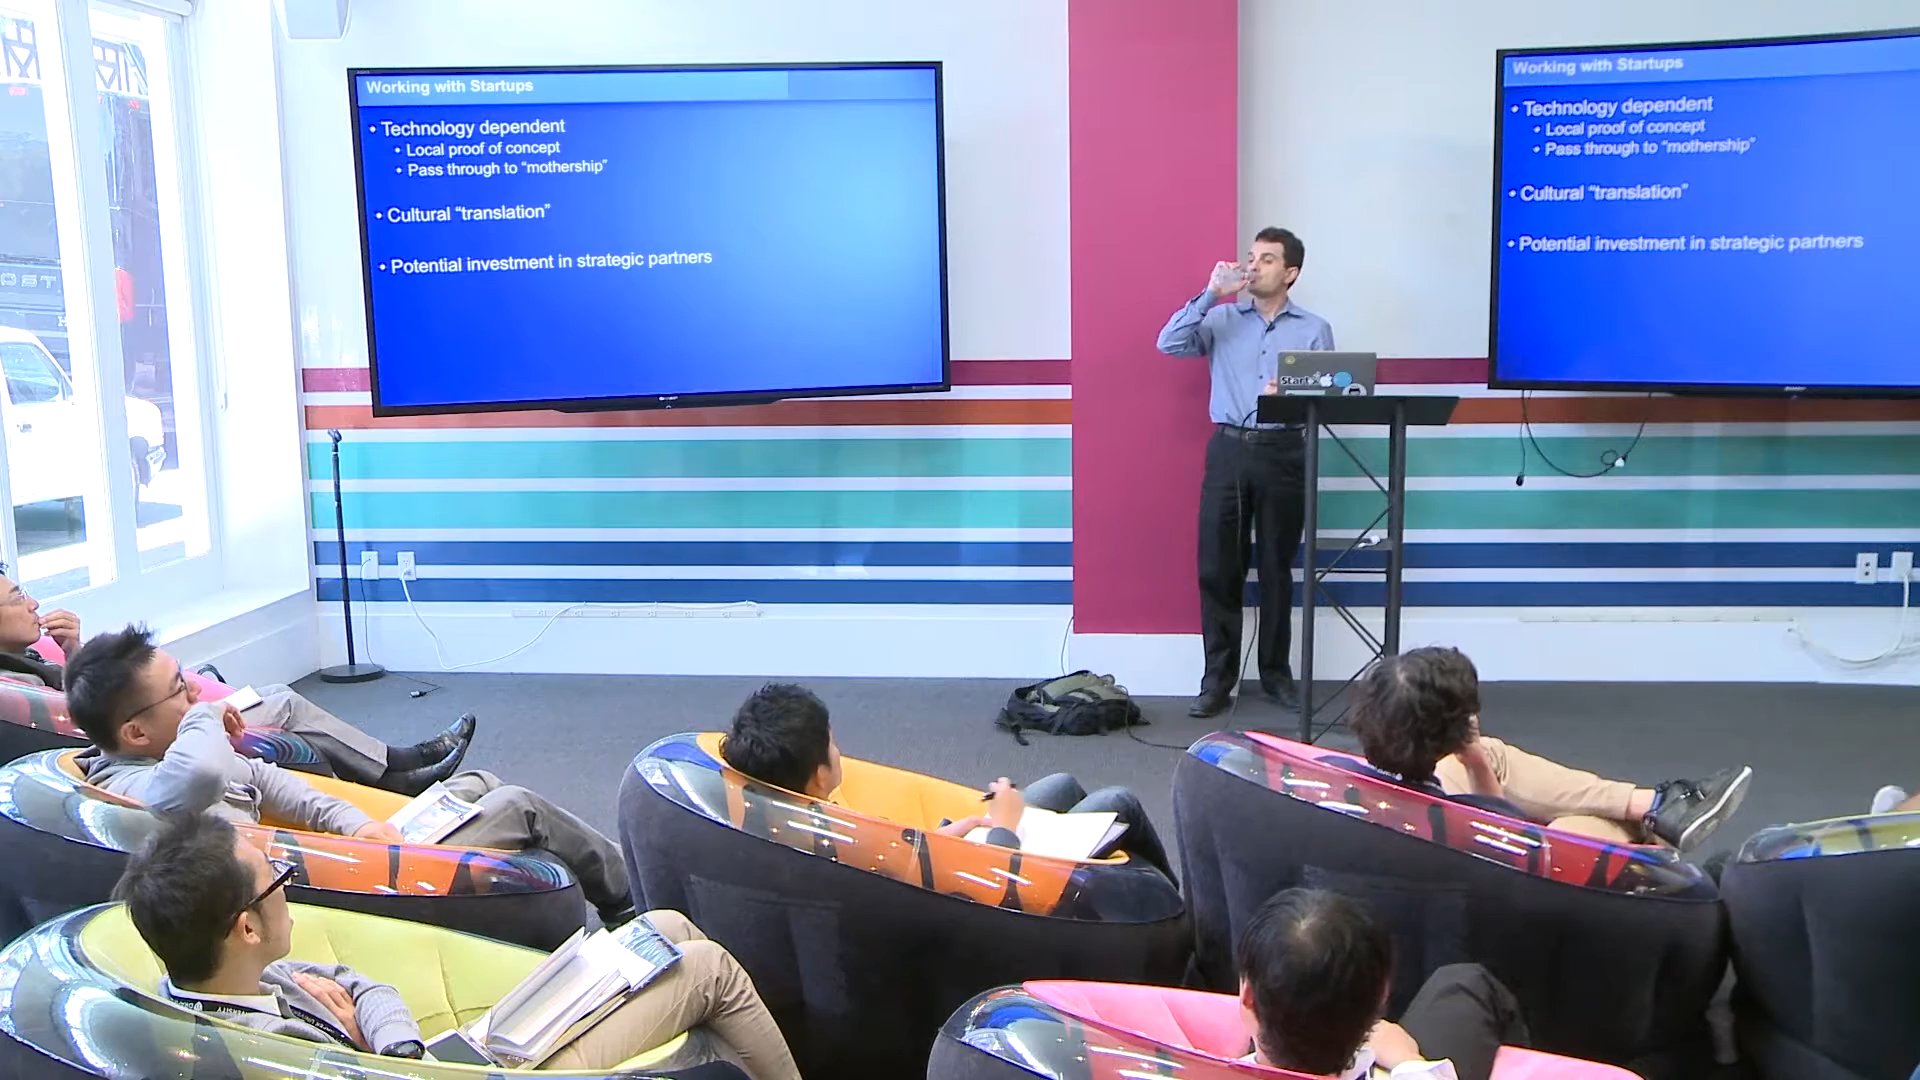 Working with Startups
• Technology dependent
• Local proof of concept
• Pass through to “mothership”
• Cultural “translation”
• Potential investment in strategic partners
Working with Startups
• Technology dependent
• Local proof of concept
• Pass through to “mothership”
• Cultural “translation”
• Potential investment in strategic partners
StartX